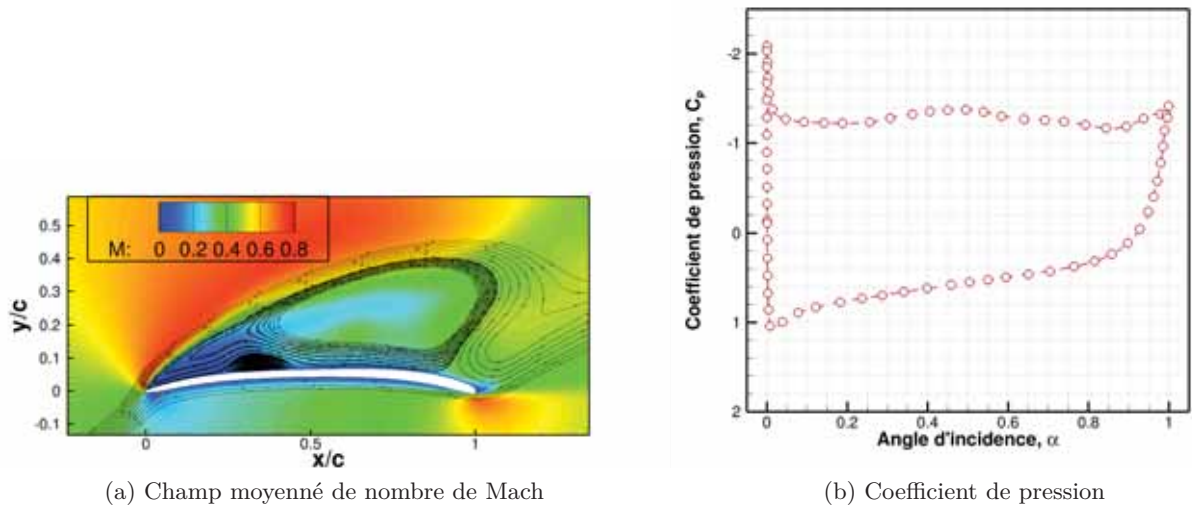 M: 0 0.2 0.4 0.6 0.8
0.5
0.4
0.3
0.2
0.1
0
-0.1
y/c
0 0.5 1
x/c
(a) Champ moyenné de nombre de Mach
-2
-1
0
1
2
Coefficient de pression, Cₚ
0 0.2 0.4 0.6 0.8 1
Angle d'incidence, α
(b) Coefficient de pression